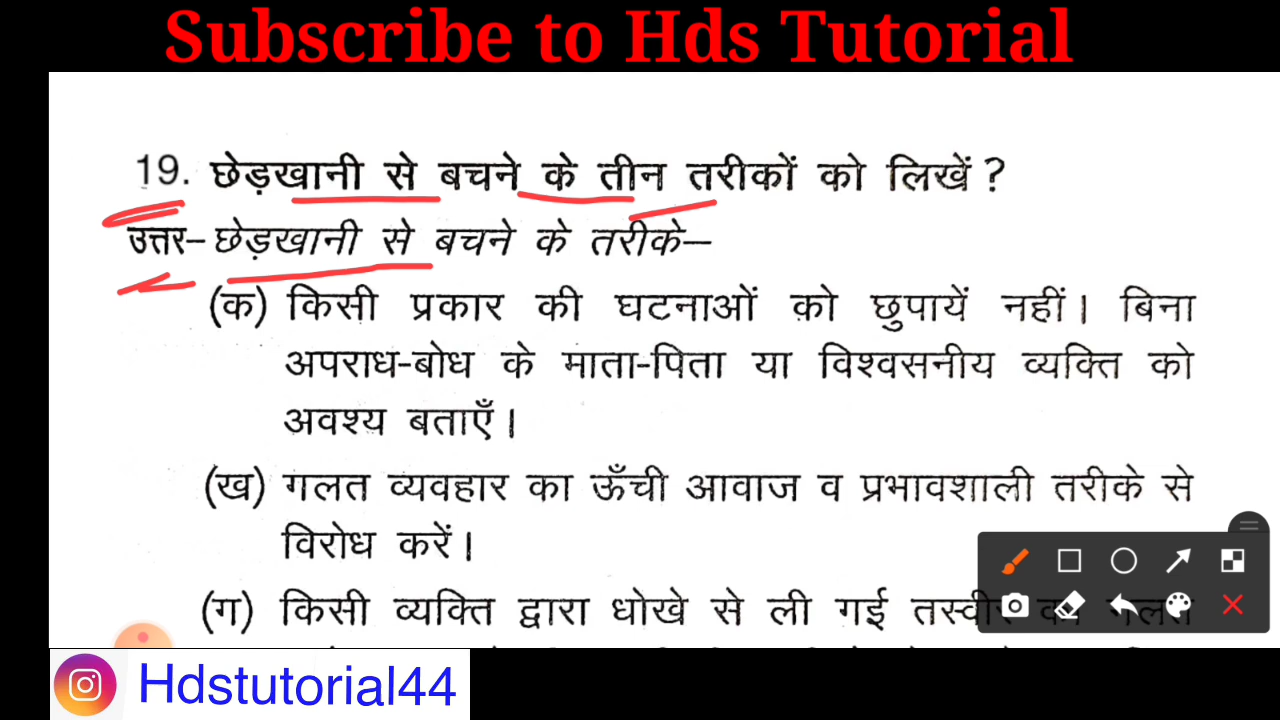 Subscribe to Hds Tutorial
19. छेड़खानी से बचने के तीन तरीकों को लिखें ?
उत्तर– छेड़खानी से बचने के तरीके–
(क) किसी प्रकार की घटनाओं को छुपायें नहीं। बिना
अपराध-बोध के माता-पिता या विश्वसनीय व्यक्ति को
अवश्य बताएँ।
(ख) गलत व्यवहार का ऊँची आवाज व प्रभावशाली तरीके से
विरोध करें।
(ग) किसी व्यक्ति द्वारा धोखे से ली गई तस्वीर का गलत
Hdstutorial44